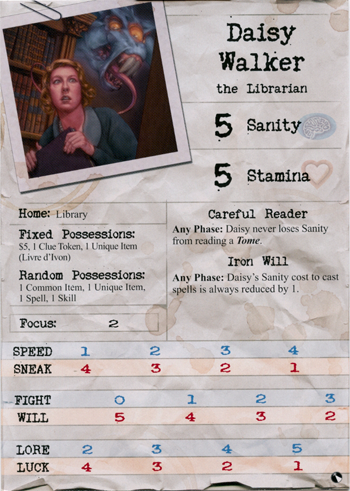 Daisy
Walker
the Librarian
5 Sanity
5 Stamina
Home: Library
Fixed Possessions:
$5, 1 Clue Token, 1 Unique Item
(Livre d'Ivon)
Random Possessions:
1 Common Item, 1 Unique Item,
1 Spell, 1 Skill
Focus: 2
Careful Reader
Any Phase: Daisy never loses Sanity
from reading a Tome.
Iron Will
Any Phase: Daisy's Sanity cost to cast
spells is always reduced by 1.
SPEED 1 2 3 4
SNEAK 4 3 2 1
FIGHT 0 1 2 3
WILL 5 4 3 2
LORE 2 3 4 5
LUCK 4 3 2 1